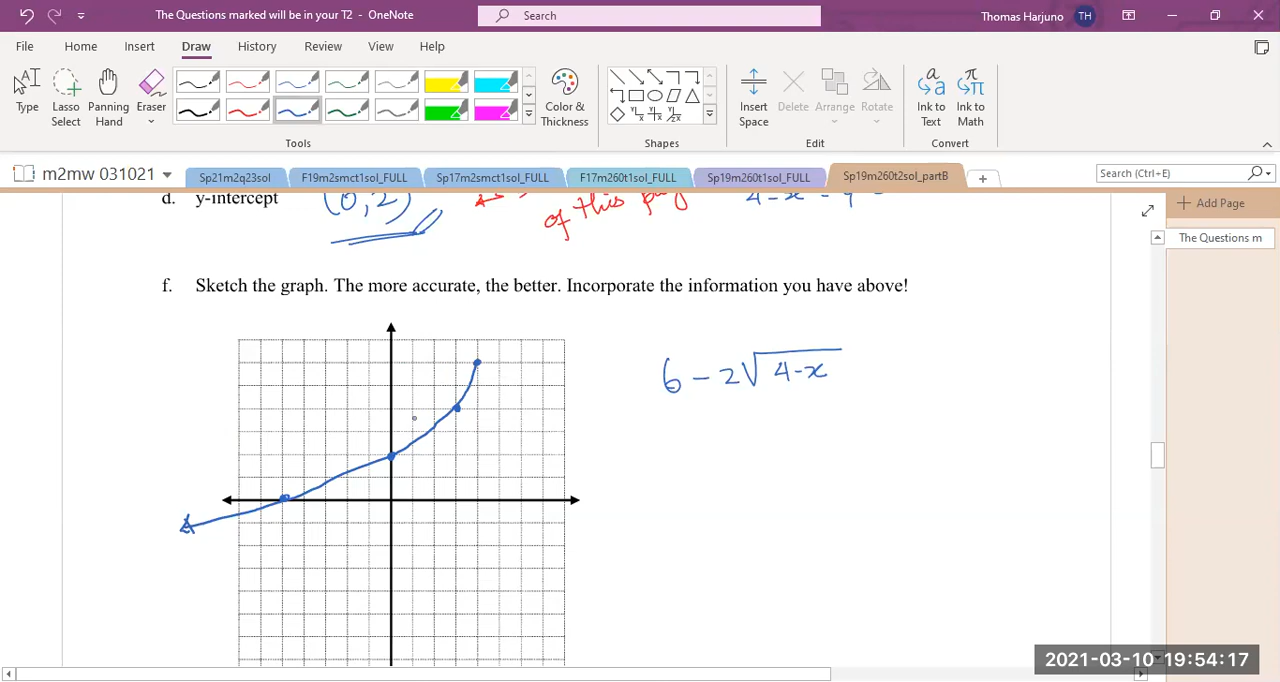 The Questions marked will be in your T2 - OneNote
Search
Thomas Harjuno
TH
File Home Insert Draw History Review View Help
Type
Lasso Select
Panning Hand
Eraser
Color & Thickness
Insert Space
Delete
Arrange
Rotate
Ink to Text
Ink to Math
Tools
Shapes
Edit
Convert
m2mw 031021
Sp21m2q23sol
F19m2smct1sol_FULL
Sp17m2smct1sol_FULL
F17m260t1sol_FULL
Sp19m260t1sol_FULL
Sp19m260t2sol_partB
Search (Ctrl+E)
Add Page
The Questions m
d. y-intercept (0, 2)
of this
f. Sketch the graph. The more accurate, the better. Incorporate the information you have above!
6 - 2√4-x
2021-03-10 19:54:17